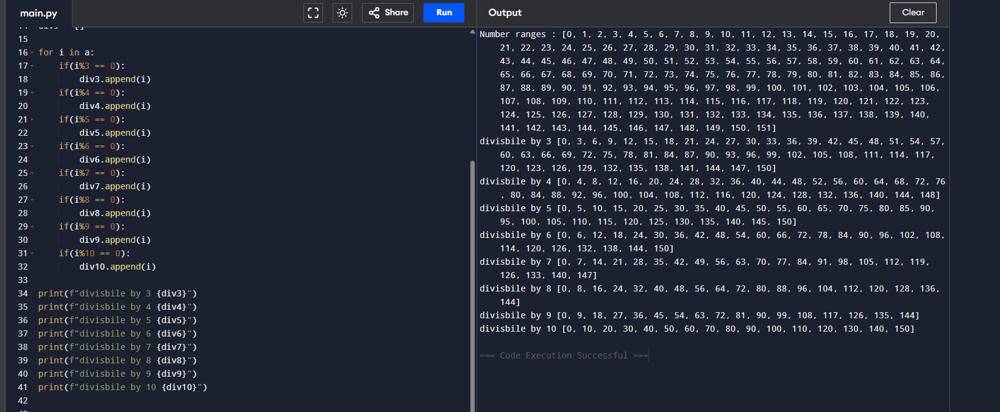 main.py
Share
Run
Output
Clear
15
16 for i in a:
17 if(i%3 == 0):
18 div3.append(i)
19 if(i%4 == 0):
20 div4.append(i)
21 if(i%5 == 0):
22 div5.append(i)
23 if(i%6 == 0):
24 div6.append(i)
25 if(i%7 == 0):
26 div7.append(i)
27 if(i%8 == 0):
28 div8.append(i)
29 if(i%9 == 0):
30 div9.append(i)
31 if(i%10 == 0):
32 div10.append(i)
33
34 print(f"divisbile by 3 {div3}")
35 print(f"divisbile by 4 {div4}")
36 print(f"divisbile by 5 {div5}")
37 print(f"divisbile by 6 {div6}")
38 print(f"divisbile by 7 {div7}")
39 print(f"divisbile by 8 {div8}")
40 print(f"divisbile by 9 {div9}")
41 print(f"divisbile by 10 {div10}")
42
Number ranges : [0, 1, 2, 3, 4, 5, 6, 7, 8, 9, 10, 11, 12, 13, 14, 15, 16, 17, 18, 19, 20,
21, 22, 23, 24, 25, 26, 27, 28, 29, 30, 31, 32, 33, 34, 35, 36, 37, 38, 39, 40, 41, 42,
43, 44, 45, 46, 47, 48, 49, 50, 51, 52, 53, 54, 55, 56, 57, 58, 59, 60, 61, 62, 63, 64,
65, 66, 67, 68, 69, 70, 71, 72, 73, 74, 75, 76, 77, 78, 79, 80, 81, 82, 83, 84, 85, 86,
87, 88, 89, 90, 91, 92, 93, 94, 95, 96, 97, 98, 99, 100, 101, 102, 103, 104, 105, 106,
107, 108, 109, 110, 111, 112, 113, 114, 115, 116, 117, 118, 119, 120, 121, 122, 123,
124, 125, 126, 127, 128, 129, 130, 131, 132, 133, 134, 135, 136, 137, 138, 139, 140,
141, 142, 143, 144, 145, 146, 147, 148, 149, 150, 151]
divisbile by 3 [0, 3, 6, 9, 12, 15, 18, 21, 24, 27, 30, 33, 36, 39, 42, 45, 48, 51, 54, 57,
60, 63, 66, 69, 72, 75, 78, 81, 84, 87, 90, 93, 96, 99, 102, 105, 108, 111, 114, 117,
120, 123, 126, 129, 132, 135, 138, 141, 144, 147, 150]
divisbile by 4 [0, 4, 8, 12, 16, 20, 24, 28, 32, 36, 40, 44, 48, 52, 56, 60, 64, 68, 72, 76
, 80, 84, 88, 92, 96, 100, 104, 108, 112, 116, 120, 124, 128, 132, 136, 140, 144, 148]
divisbile by 5 [0, 5, 10, 15, 20, 25, 30, 35, 40, 45, 50, 55, 60, 65, 70, 75, 80, 85, 90,
95, 100, 105, 110, 115, 120, 125, 130, 135, 140, 145, 150]
divisbile by 6 [0, 6, 12, 18, 24, 30, 36, 42, 48, 54, 60, 66, 72, 78, 84, 90, 96, 102, 108,
114, 120, 126, 132, 138, 144, 150]
divisbile by 7 [0, 7, 14, 21, 28, 35, 42, 49, 56, 63, 70, 77, 84, 91, 98, 105, 112, 119,
126, 133, 140, 147]
divisbile by 8 [0, 8, 16, 24, 32, 40, 48, 56, 64, 72, 80, 88, 96, 104, 112, 120, 128, 136,
144]
divisbile by 9 [0, 9, 18, 27, 36, 45, 54, 63, 72, 81, 90, 99, 108, 117, 126, 135, 144]
divisbile by 10 [0, 10, 20, 30, 40, 50, 60, 70, 80, 90, 100, 110, 120, 130, 140, 150]
=== Code Execution Successful ===